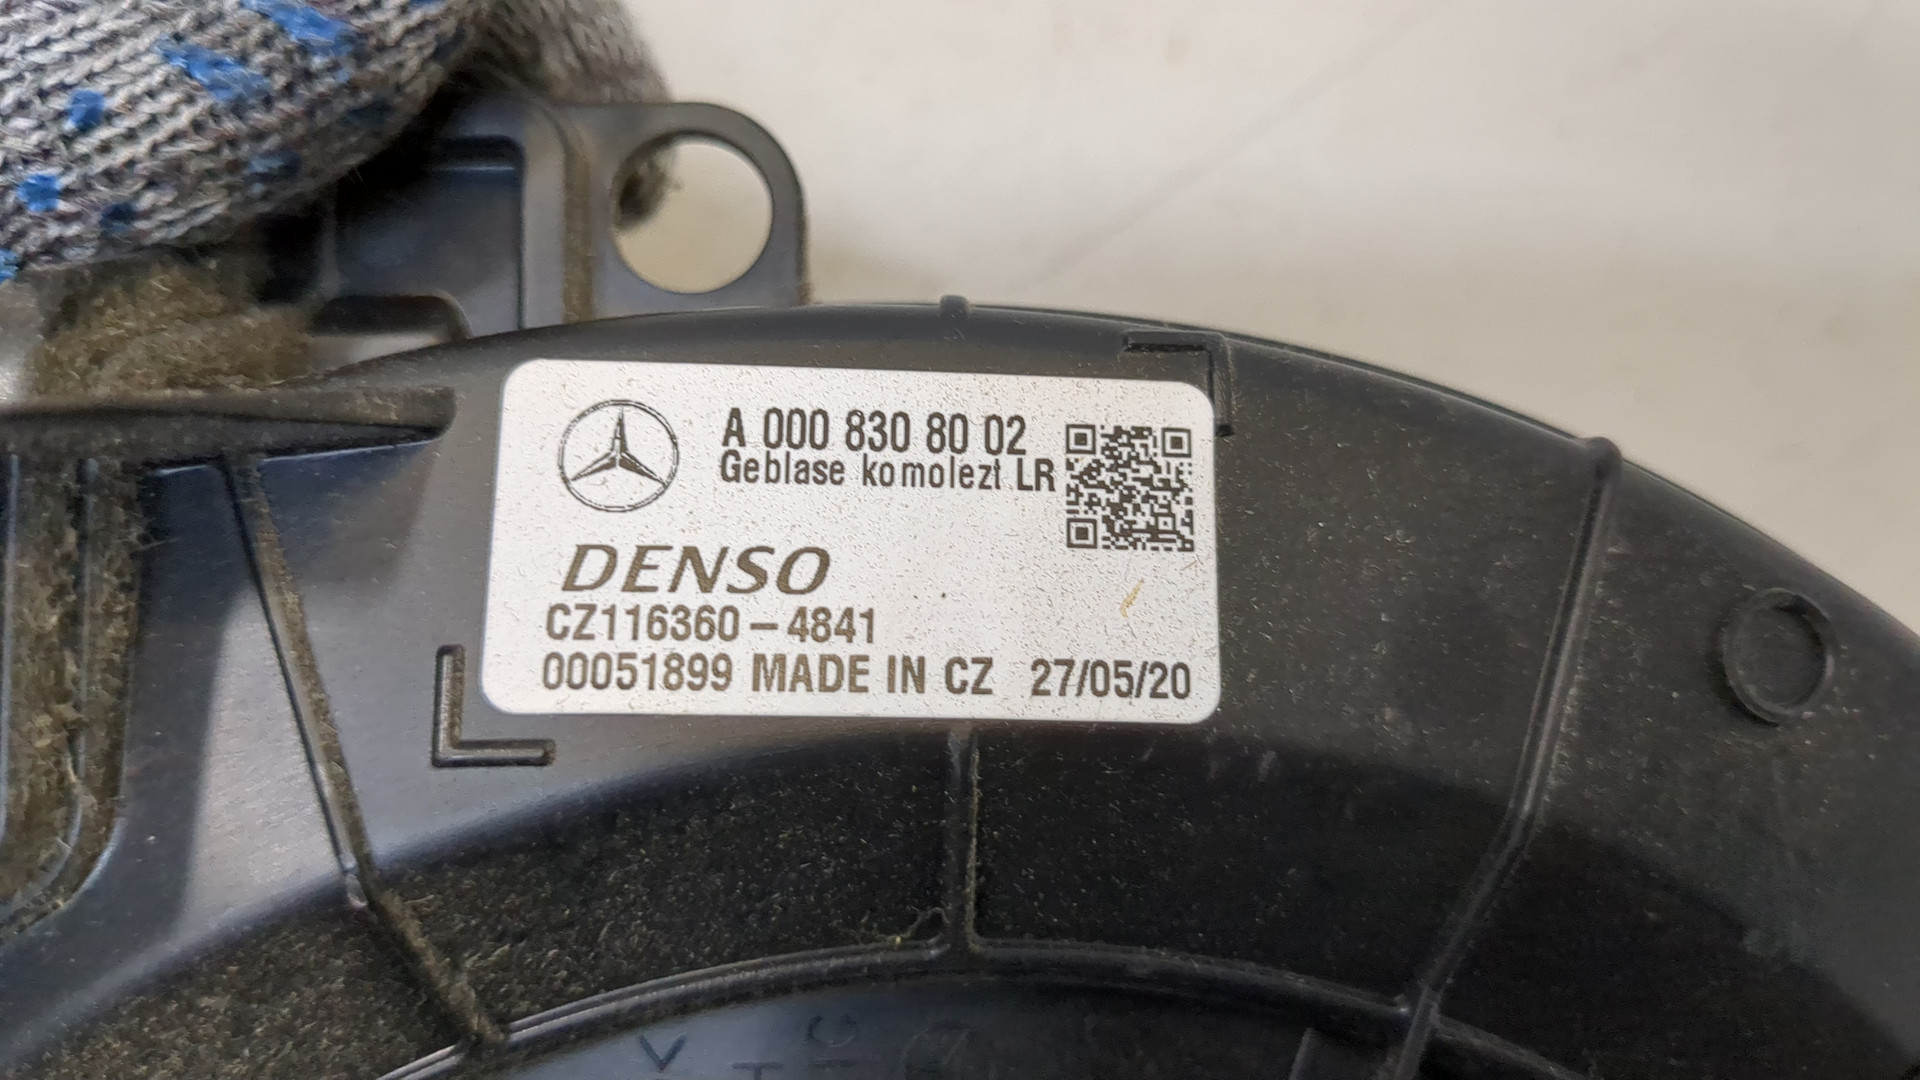 A 000 830 80 02
Geblase komolezt LR
DENSO
CZ116360-4841
00051899 MADE IN CZ 27/05/20